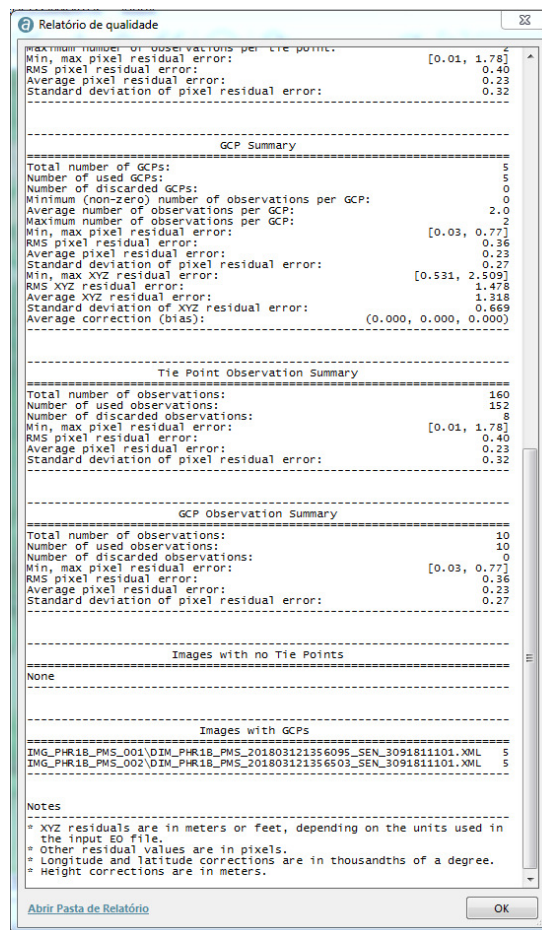 Relatório de qualidade
Maximum number of observations per tie point: 2
Min, max pixel residual error: [0.01, 1.78]
RMS pixel residual error: 0.40
Average pixel residual error: 0.23
Standard deviation of pixel residual error: 0.32
GCP Summary
Total number of GCPs: 5
Number of used GCPs: 5
Number of discarded GCPs: 0
Minimum (non-zero) number of observations per GCP: 0
Average number of observations per GCP: 2.0
Maximum number of observations per GCP: 2
Min, max pixel residual error: [0.03, 0.77]
RMS pixel residual error: 0.36
Average pixel residual error: 0.23
Standard deviation of pixel residual error: 0.27
Min, max XYZ residual error: [0.531, 2.509]
RMS XYZ residual error: 1.478
Average XYZ residual error: 1.318
Standard deviation of XYZ residual error: 0.669
Average correction (bias): (0.000, 0.000, 0.000)
Tie Point Observation Summary
Total number of observations: 160
Number of used observations: 152
Number of discarded observations: 8
Min, max pixel residual error: [0.01, 1.78]
RMS pixel residual error: 0.40
Average pixel residual error: 0.23
Standard deviation of pixel residual error: 0.32
GCP Observation Summary
Total number of observations: 10
Number of used observations: 10
Number of discarded observations: 0
Min, max pixel residual error: [0.03, 0.77]
RMS pixel residual error: 0.36
Average pixel residual error: 0.23
Standard deviation of pixel residual error: 0.27
Images with no Tie Points
None
Images with GCPs
IMG_PHR1B_PMS_001\DIM_PHR1B_PMS_201803121356095_SEN_3091811101.XML 5
IMG_PHR1B_PMS_002\DIM_PHR1B_PMS_201803121356503_SEN_3091811101.XML 5
Notes
* XYZ residuals are in meters or feet, depending on the units used in
the input EO file.
* Other residual values are in pixels.
* Longitude and latitude corrections are in thousandths of a degree.
* Height corrections are in meters.
Abrir Pasta de Relatório
OK